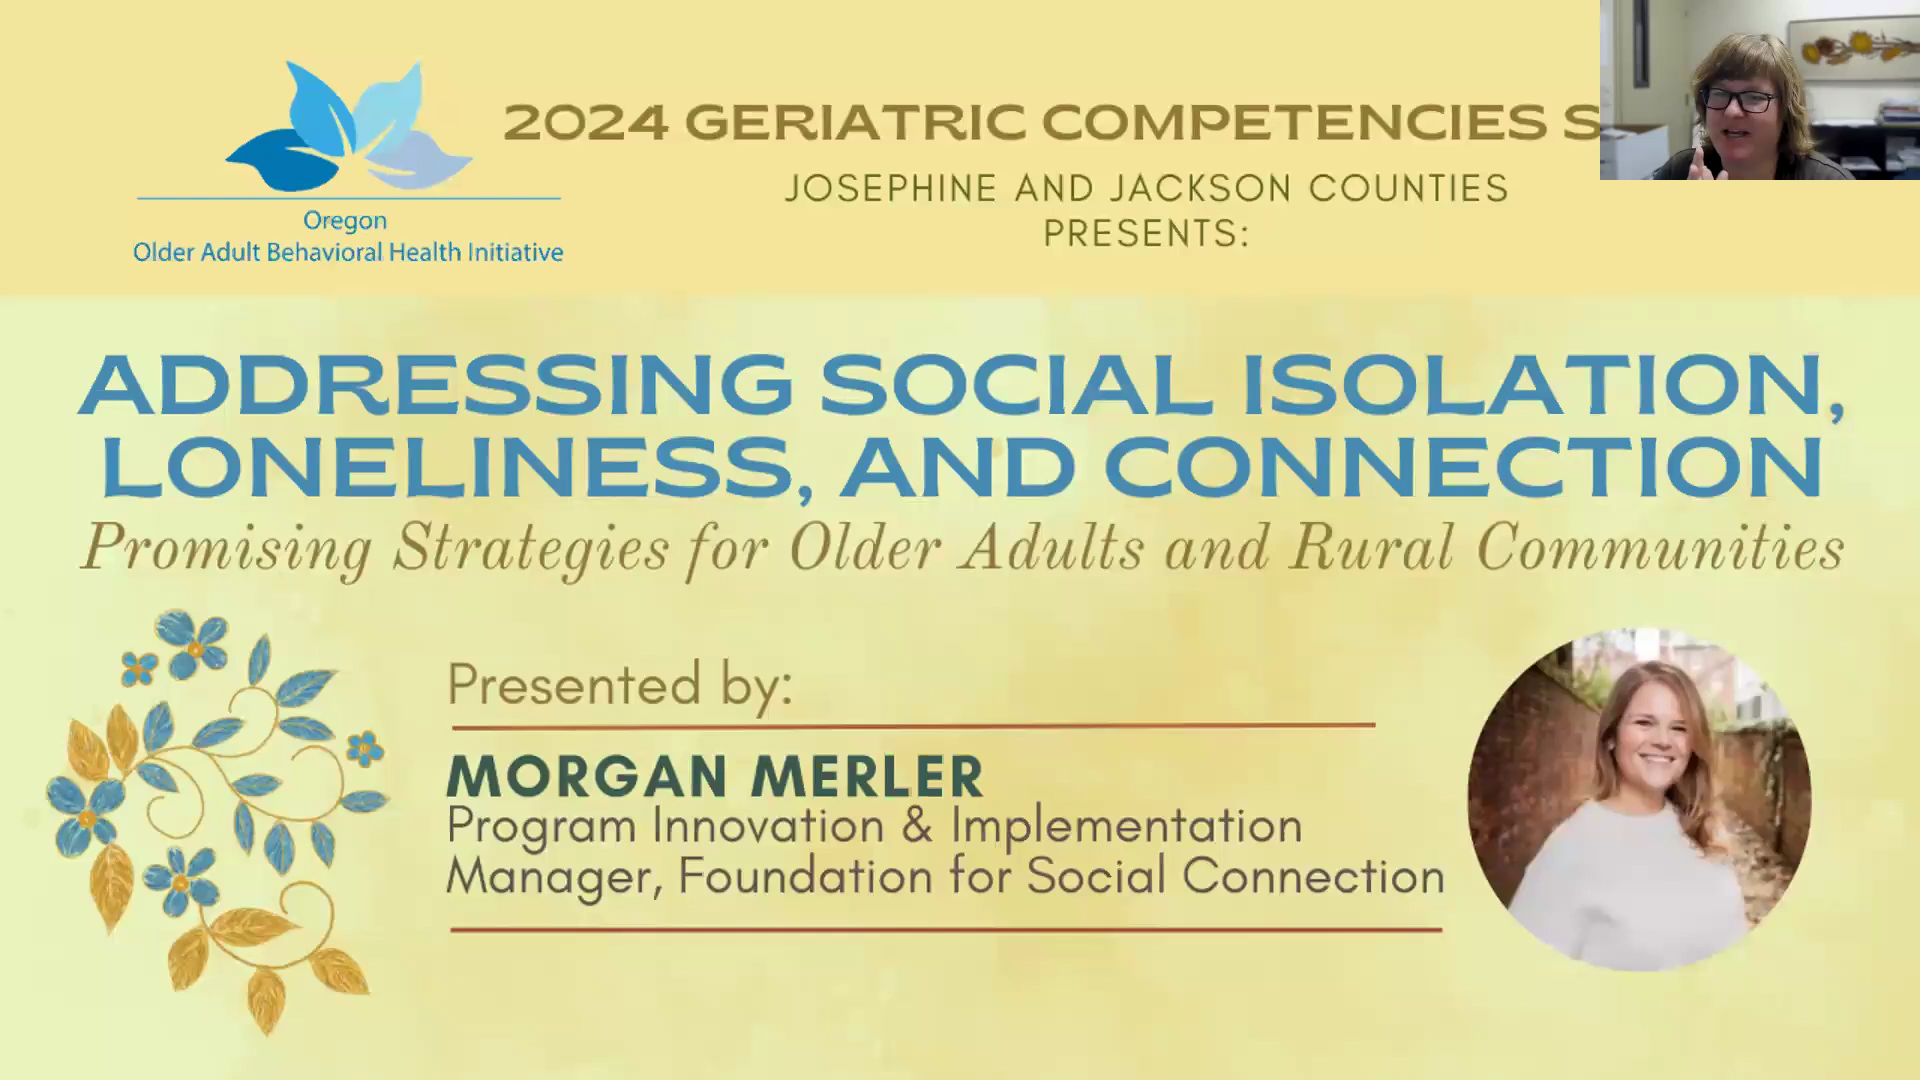 2024 GERIATRIC COMPETENCIES
JOSEPHINE AND JACKSON COUNTIES
PRESENTS:
Oregon
Older Adult Behavioral Health Initiative
ADDRESSING SOCIAL ISOLATION,
LONELINESS, AND CONNECTION
Promising Strategies for Older Adults and Rural Communities
Presented by:
MORGAN MERLER
Program Innovation & Implementation
Manager, Foundation for Social Connection